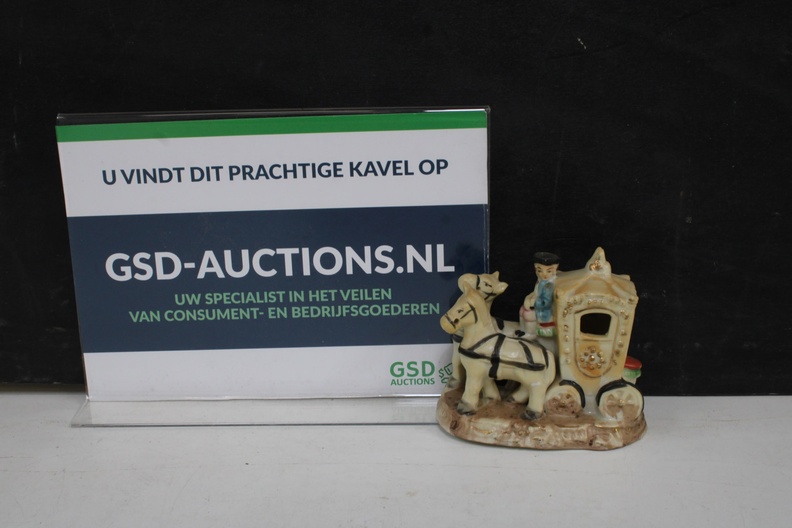 U VINDT DIT PRACHTIGE KAVEL OP
GSD-AUCTIONS.NL
UW SPECIALIST IN HET VEILEN
VAN CONSUMENT- EN BEDRIJFSGOEDEREN
GSD
AUCTIONS